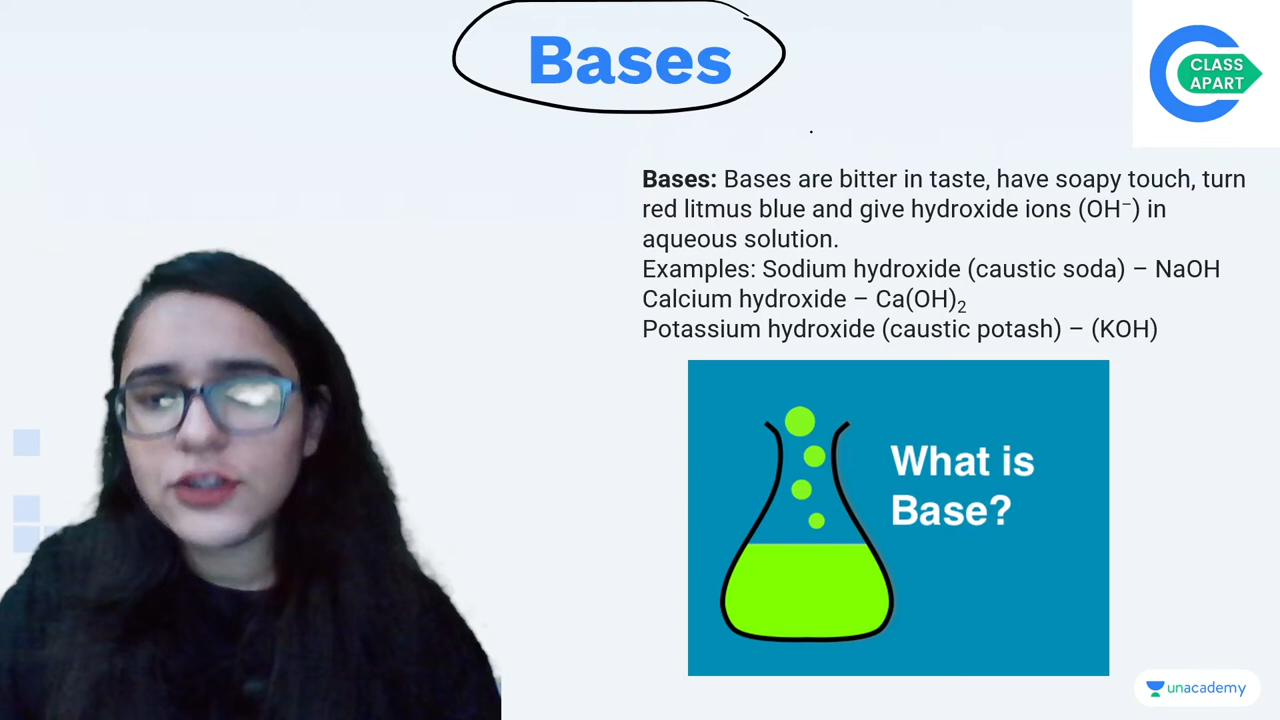 Bases
CLASS
APART
Bases: Bases are bitter in taste, have soapy touch, turn
red litmus blue and give hydroxide ions (OH⁻) in
aqueous solution.
Examples: Sodium hydroxide (caustic soda) – NaOH
Calcium hydroxide – Ca(OH)₂
Potassium hydroxide (caustic potash) – (KOH)
What is
Base?
unacademy